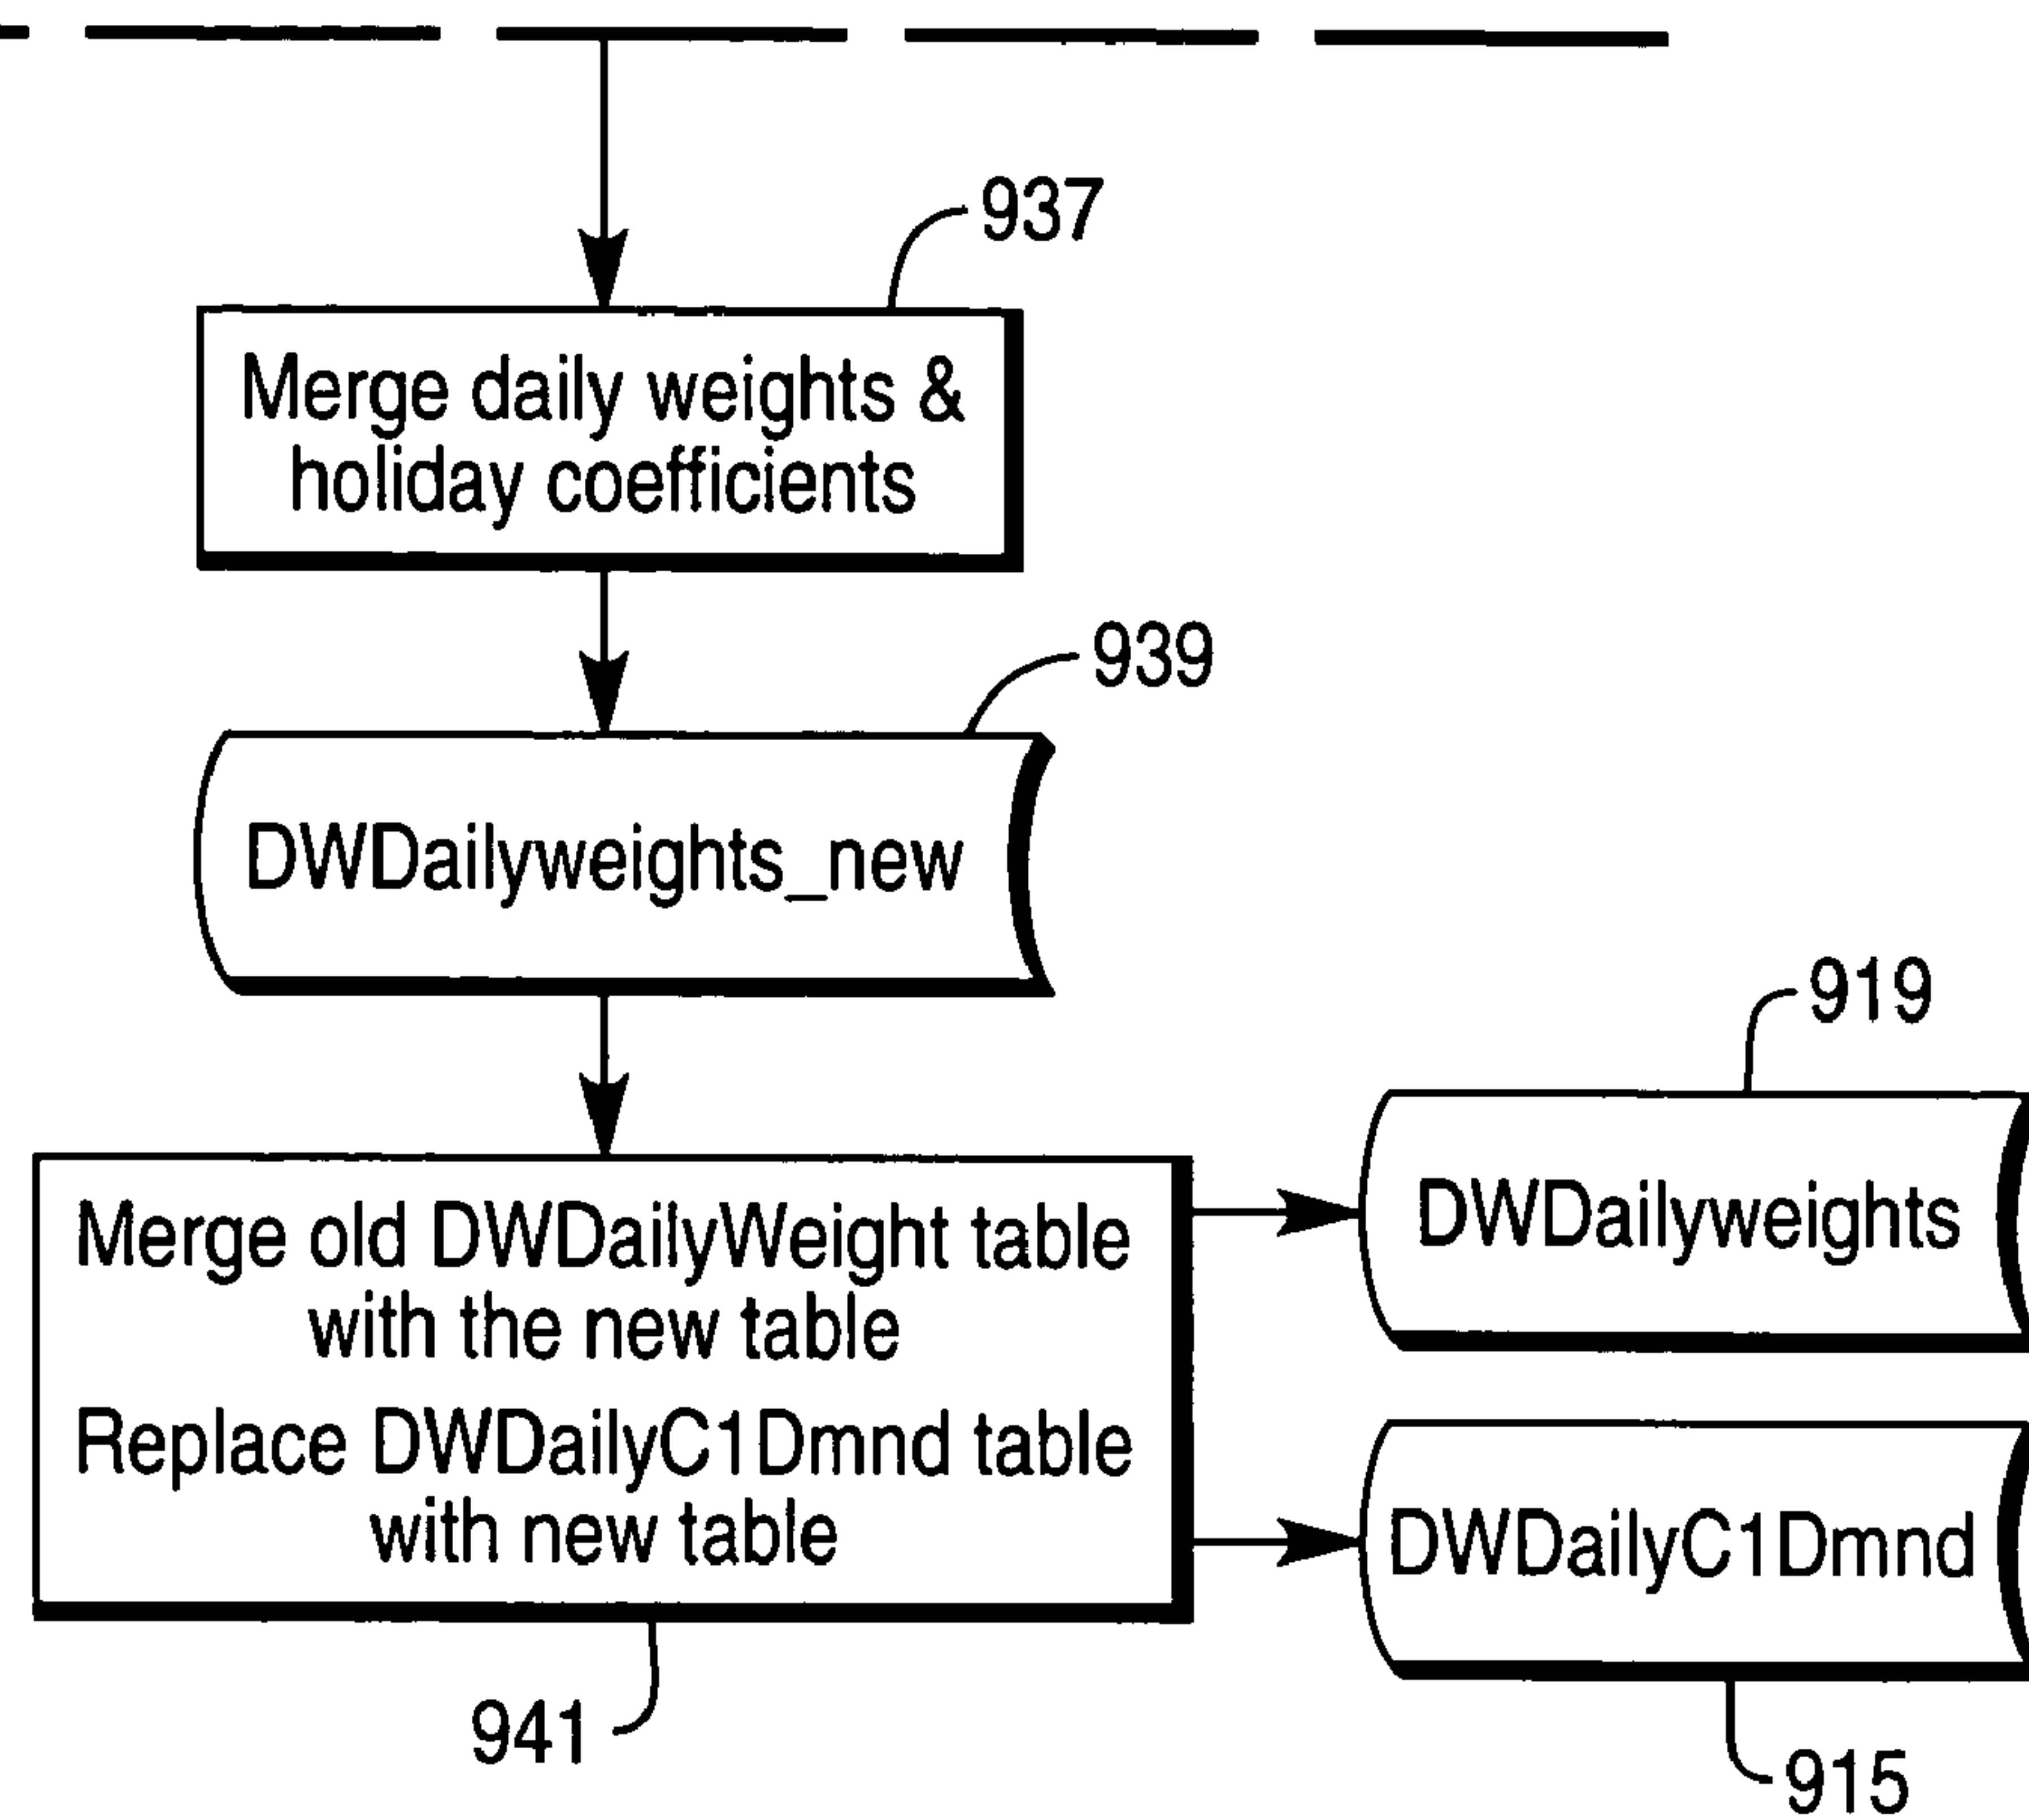 937
Merge daily weights &
holiday coefficients
939
DWDailyweights_new
919
Merge old DWDailyWeight table
with the new table
Replace DWDailyC1Dmnd table
with new table
DWDailyweights
DWDailyC1Dmnd
941
915